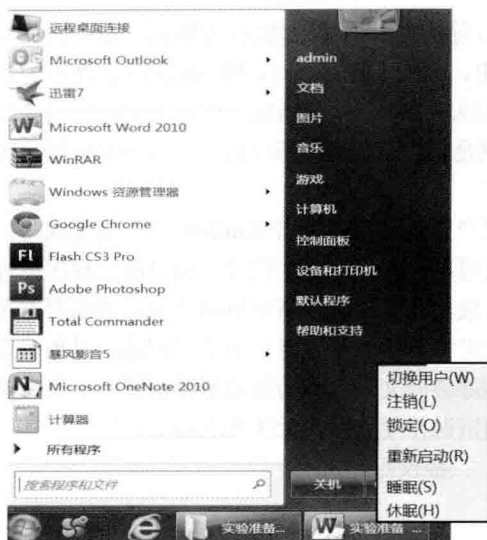 远程桌面连接
Microsoft Outlook
迅雷7
Microsoft Word 2010
WinRAR
Windows 资源管理器
Google Chrome
Flash CS3 Pro
Adobe Photoshop
Total Commander
暴风影音5
Microsoft OneNote 2010
计算器
所有程序
搜索程序和文件
admin
文档
图片
音乐
游戏
计算机
控制面板
设备和打印机
默认程序
帮助和支持
关机
切换用户(W)
注销(L)
锁定(O)
重新启动(R)
睡眠(S)
休眠(H)
实验准备...
实验准备 ...